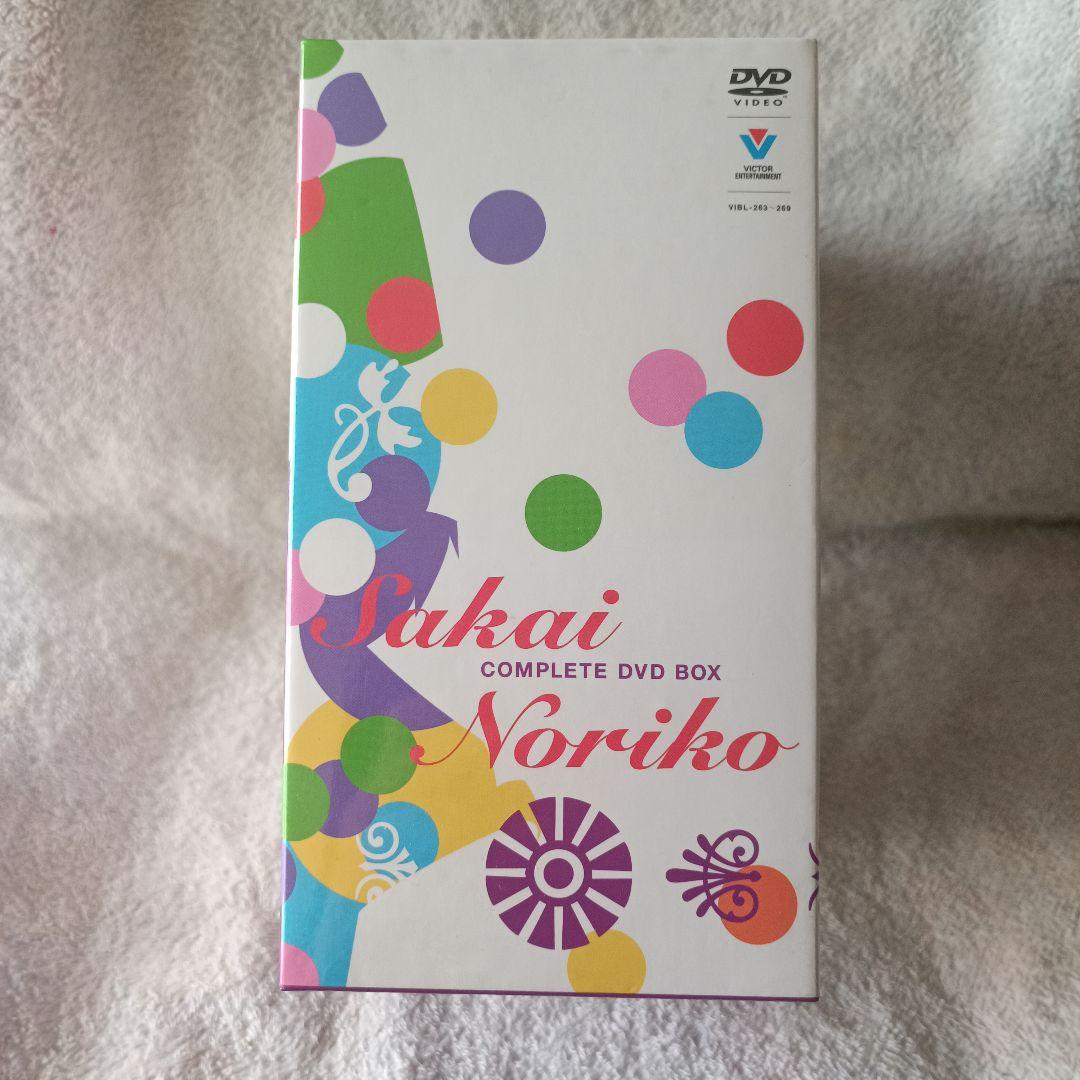 DVD
VIDEO
VICTOR
ENTERTAINMENT
VIBL-263~269
Sakai
COMPLETE DVD BOX
Noriko